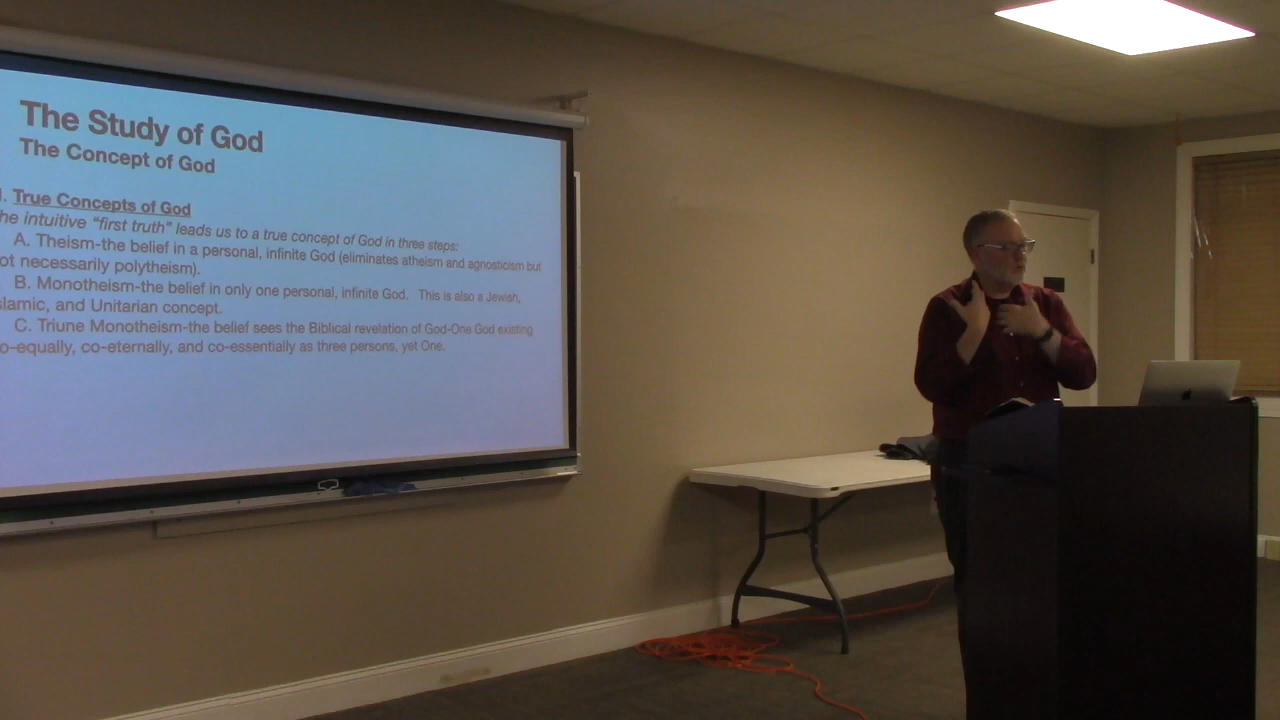 The Study of God
The Concept of God
. True Concepts of God
he intuitive “first truth” leads us to a true concept of God in three steps:
A. Theism-the belief in a personal, infinite God (eliminates atheism and agnosticism but
ot necessarily polytheism).
B. Monotheism-the belief in only one personal, infinite God. This is also a Jewish,
slamic, and Unitarian concept.
C. Triune Monotheism-the belief sees the Biblical revelation of God-One God existing
o-equally, co-eternally, and co-essentially as three persons, yet One.